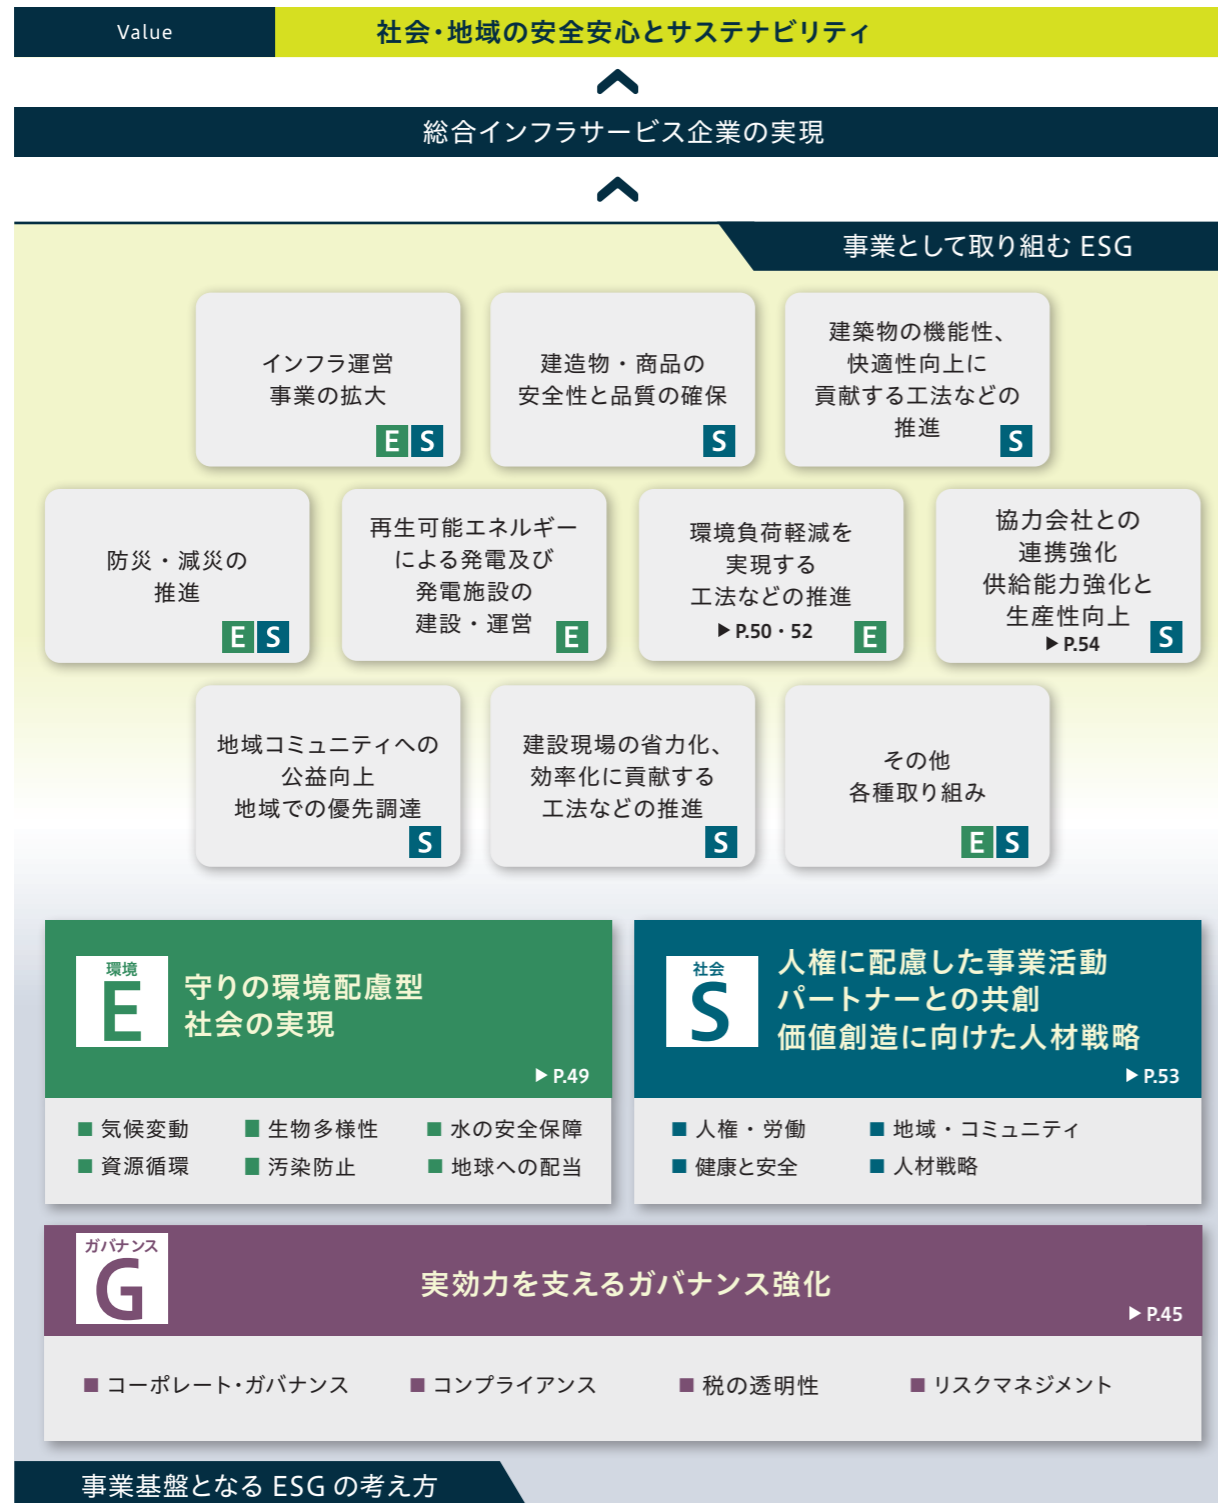 Value
社会・地域の安全安心とサステナビリティ
総合インフラサービス企業の実現
事業として取り組む ESG
インフラ運営
事業の拡大
E S
建造物・商品の
安全性と品質の確保
S
建築物の機能性、
快適性向上に
貢献する工法などの
推進
S
防災・減災の
推進
E S
再生可能エネルギー
による発電及び
発電施設の
建設・運営
E
環境負荷軽減を
実現する
工法などの推進
▶P.50・52
E
協力会社との
連携強化
供給能力強化と
生産性向上
▶P.54
S
地域コミュニティへの
公益向上
地域での優先調達
S
建設現場の省力化、
効率化に貢献する
工法などの推進
S
その他
各種取り組み
E S
環境
E
守りの環境配慮型
社会の実現
▶P.49
■ 気候変動 ■ 生物多様性 ■ 水の安全保障
■ 資源循環 ■ 汚染防止 ■ 地球への配当
社会
S
人権に配慮した事業活動
パートナーとの共創
価値創造に向けた人材戦略
▶P.53
■ 人権・労働 ■ 地域・コミュニティ
■ 健康と安全 ■ 人材戦略
ガバナンス
G
実効力を支えるガバナンス強化
▶P.45
■ コーポレート・ガバナンス ■ コンプライアンス ■ 税の透明性 ■ リスクマネジメント
事業基盤となる ESG の考え方